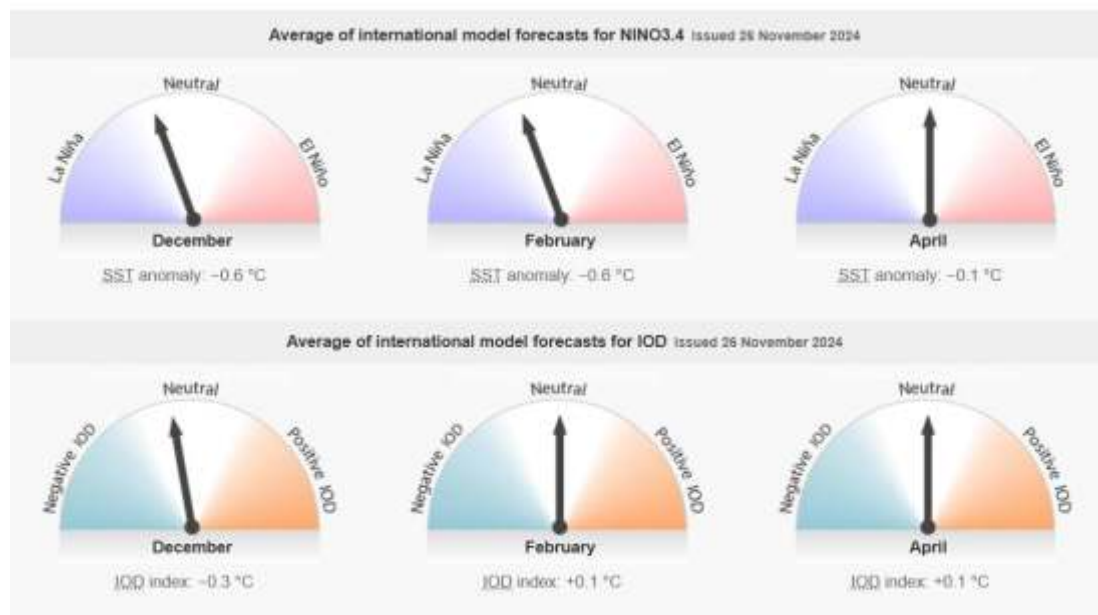 Average of international model forecasts for NINO3.4 Issued 26 November 2024
Neutral Neutral Neutral
La Niña El Niño La Niña El Niño La Niña El Niño
December February April
SST anomaly: −0.6 °C SST anomaly: −0.6 °C SST anomaly: −0.1 °C
Average of international model forecasts for IOD Issued 26 November 2024
Neutral Neutral Neutral
Negative IOD Positive IOD Negative IOD Positive IOD Negative IOD Positive IOD
December February April
IOD index: −0.3 °C IOD index: +0.1 °C IOD index: +0.1 °C